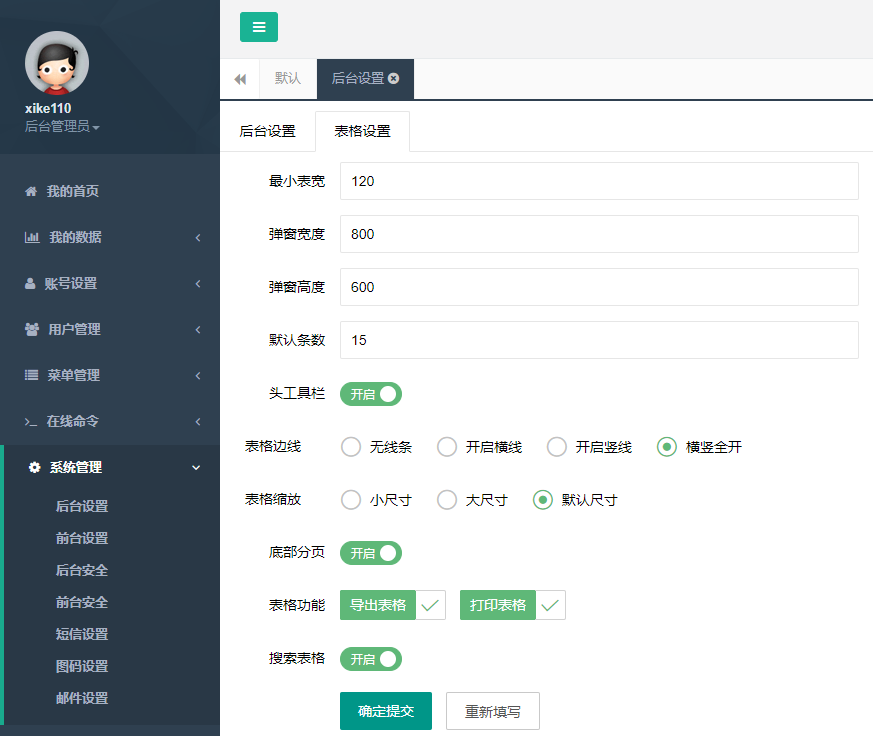 xike110
后台管理员
我的首页
我的数据
账号设置
用户管理
菜单管理
在线命令
系统管理
后台设置
前台设置
后台安全
前台安全
短信设置
图码设置
邮件设置
默认 后台设置
后台设置 表格设置
最小表宽 120
弹窗宽度 800
弹窗高度 600
默认条数 15
头工具栏 开启
表格边线 无线条 开启横线 开启竖线 横竖全开
表格缩放 小尺寸 大尺寸 默认尺寸
底部分页 开启
表格功能 导出表格 打印表格
搜索表格 开启
确定提交 重新填写